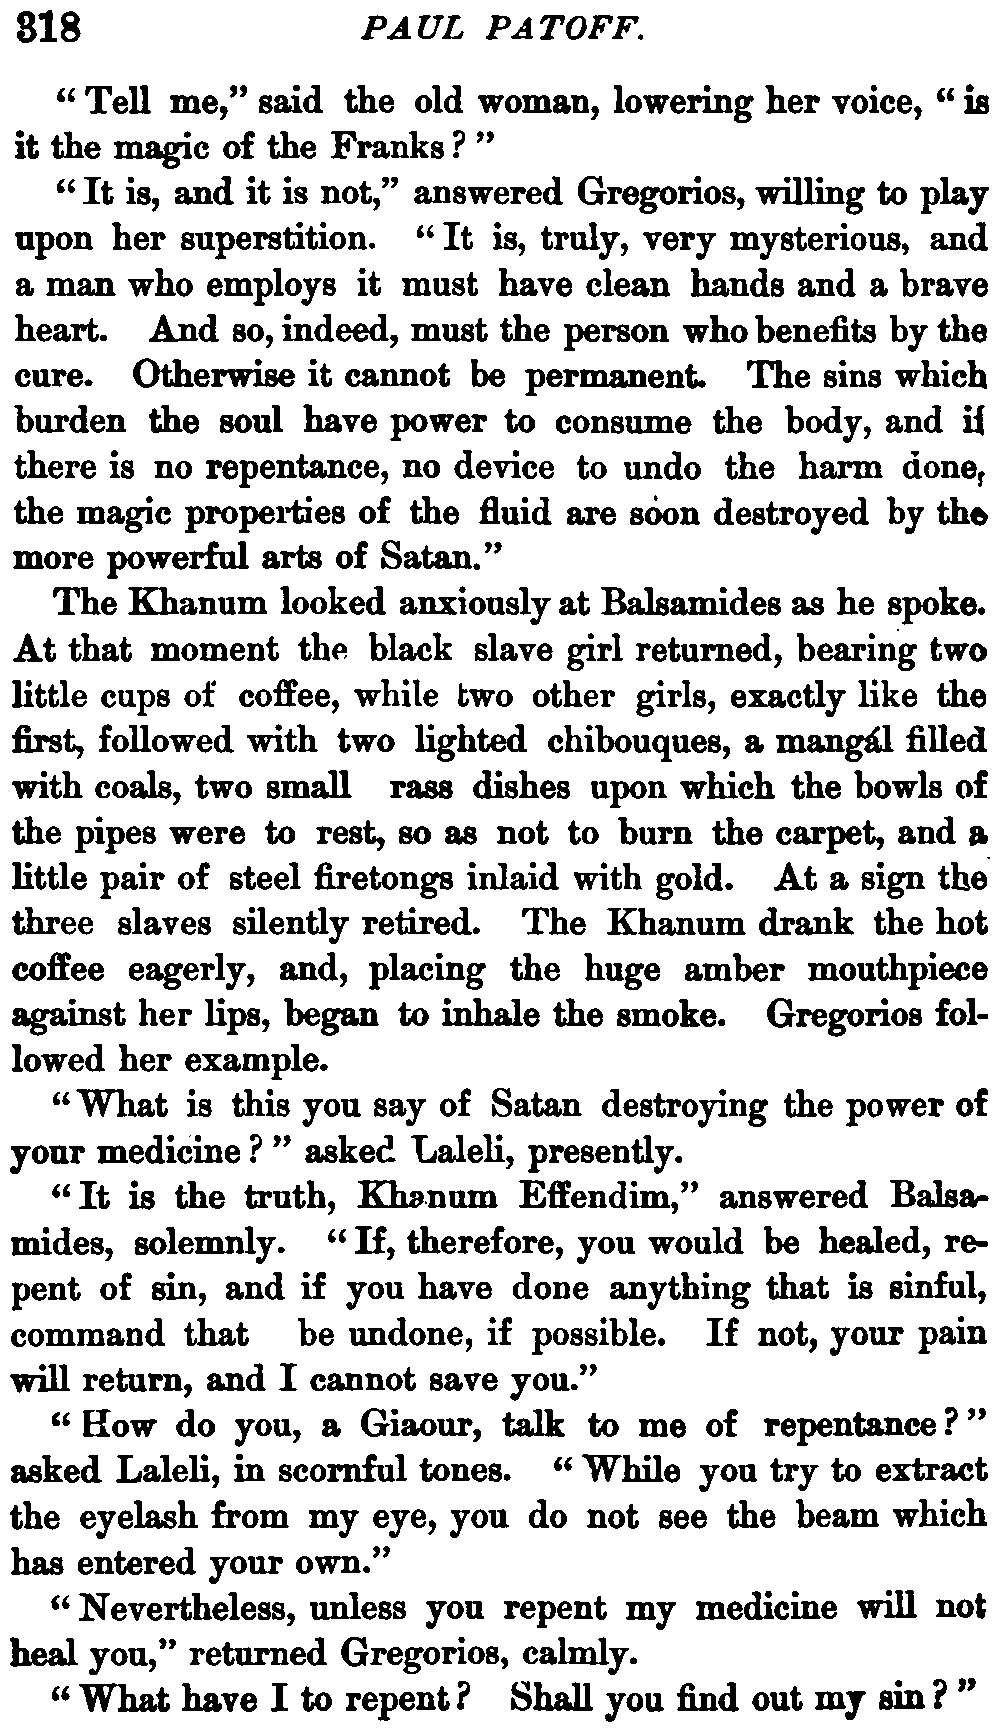 318 PAUL PATOFF.
“Tell me,” said the old woman, lowering her voice, “is
it the magic of the Franks?”
“It is, and it is not,” answered Gregorios, willing to play
upon her superstition. “It is, truly, very mysterious, and
a man who employs it must have clean hands and a brave
heart. And so, indeed, must the person who benefits by the
cure. Otherwise it cannot be permanent. The sins which
burden the soul have power to consume the body, and if
there is no repentance, no device to undo the harm done,
the magic properties of the fluid are soon destroyed by the
more powerful arts of Satan.”
The Khanum looked anxiously at Balsamides as he spoke.
At that moment the black slave girl returned, bearing two
little cups of coffee, while two other girls, exactly like the
first, followed with two lighted chibouques, a mangál filled
with coals, two small rass dishes upon which the bowls of
the pipes were to rest, so as not to burn the carpet, and a
little pair of steel firetongs inlaid with gold. At a sign the
three slaves silently retired. The Khanum drank the hot
coffee eagerly, and, placing the huge amber mouthpiece
against her lips, began to inhale the smoke. Gregorios fol-
lowed her example.
“What is this you say of Satan destroying the power of
your medicine?” asked Laleli, presently.
“It is the truth, Khanum Effendim,” answered Balsa-
mides, solemnly. “If, therefore, you would be healed, re-
pent of sin, and if you have done anything that is sinful,
command that be undone, if possible. If not, your pain
will return, and I cannot save you.”
“How do you, a Giaour, talk to me of repentance?”
asked Laleli, in scornful tones. “While you try to extract
the eyelash from my eye, you do not see the beam which
has entered your own.”
“Nevertheless, unless you repent my medicine will not
heal you,” returned Gregorios, calmly.
“What have I to repent? Shall you find out my sin?”